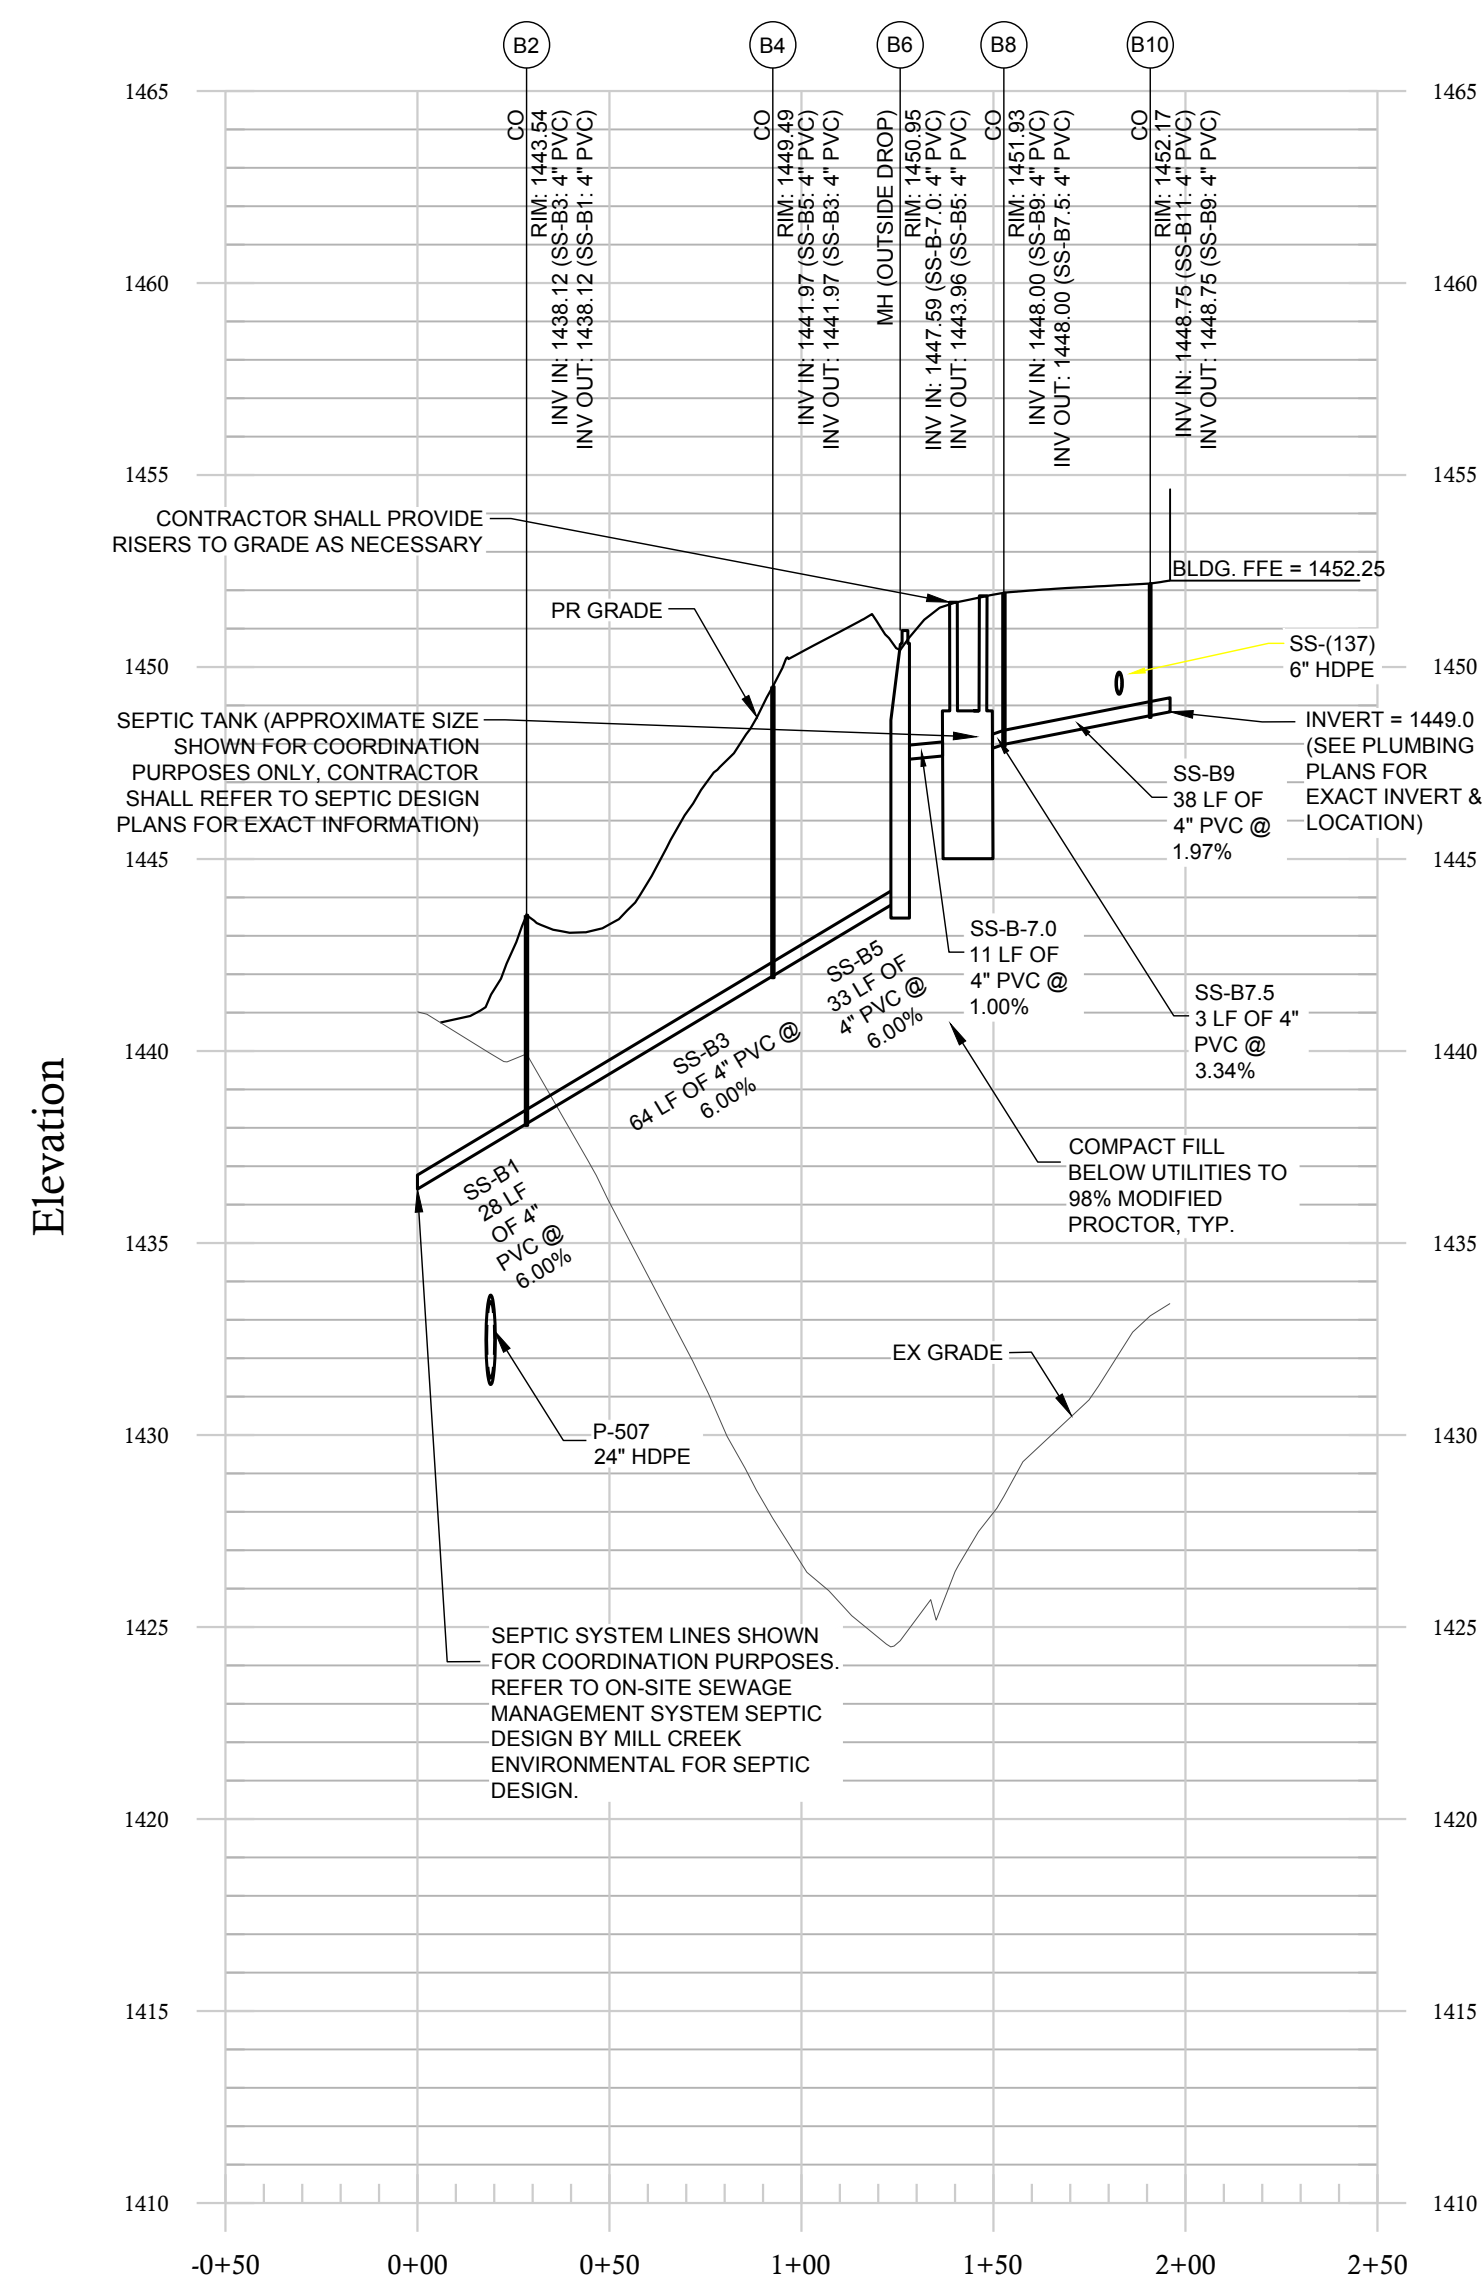 B2
B4
B6
B8
B10
CO
RIM: 1443.54
INV IN: 1438.12 (SS-B3: 4" PVC)
INV OUT: 1438.12 (SS-B1: 4" PVC)
CO
RIM: 1449.49
INV IN: 1441.97 (SS-B5: 4" PVC)
INV OUT: 1441.97 (SS-B3: 4" PVC)
MH (OUTSIDE DROP)
RIM: 1450.95
INV IN: 1447.59 (SS-B-7.0: 4" PVC)
INV OUT: 1443.96 (SS-B5: 4" PVC)
CO
RIM: 1451.93
INV IN: 1448.00 (SS-B9: 4" PVC)
INV OUT: 1448.00 (SS-B7.5: 4" PVC)
CO
RIM: 1452.17
INV IN: 1448.75 (SS-B11: 4" PVC)
INV OUT: 1448.75 (SS-B9: 4" PVC)
1465
1465
1460
1460
1455
1455
CONTRACTOR SHALL PROVIDE
RISERS TO GRADE AS NECESSARY
BLDG. FFE = 1452.25
PR GRADE
SS-(137)
6" HDPE
1450
1450
SEPTIC TANK (APPROXIMATE SIZE
SHOWN FOR COORDINATION
PURPOSES ONLY, CONTRACTOR
SHALL REFER TO SEPTIC DESIGN
PLANS FOR EXACT INFORMATION)
INVERT = 1449.0
(SEE PLUMBING
PLANS FOR
EXACT INVERT &
LOCATION)
SS-B9
38 LF OF
4" PVC @
1.97%
1445
1445
SS-B-7.0
11 LF OF
4" PVC @
1.00%
SS-B5
33 LF OF
4" PVC @
6.00%
SS-B7.5
3 LF OF 4"
PVC @
3.34%
SS-B3
64 LF OF 4" PVC @
6.00%
1440
1440
Elevation
COMPACT FILL
BELOW UTILITIES TO
98% MODIFIED
PROCTOR, TYP.
SS-B1
28 LF
OF 4"
PVC @
6.00%
1435
1435
EX GRADE
P-507
24" HDPE
1430
1430
1425
1425
SEPTIC SYSTEM LINES SHOWN
FOR COORDINATION PURPOSES.
REFER TO ON-SITE SEWAGE
MANAGEMENT SYSTEM SEPTIC
DESIGN BY MILL CREEK
ENVIRONMENTAL FOR SEPTIC
DESIGN.
1420
1420
1415
1415
1410
1410
-0+50
0+00
0+50
1+00
1+50
2+00
2+50